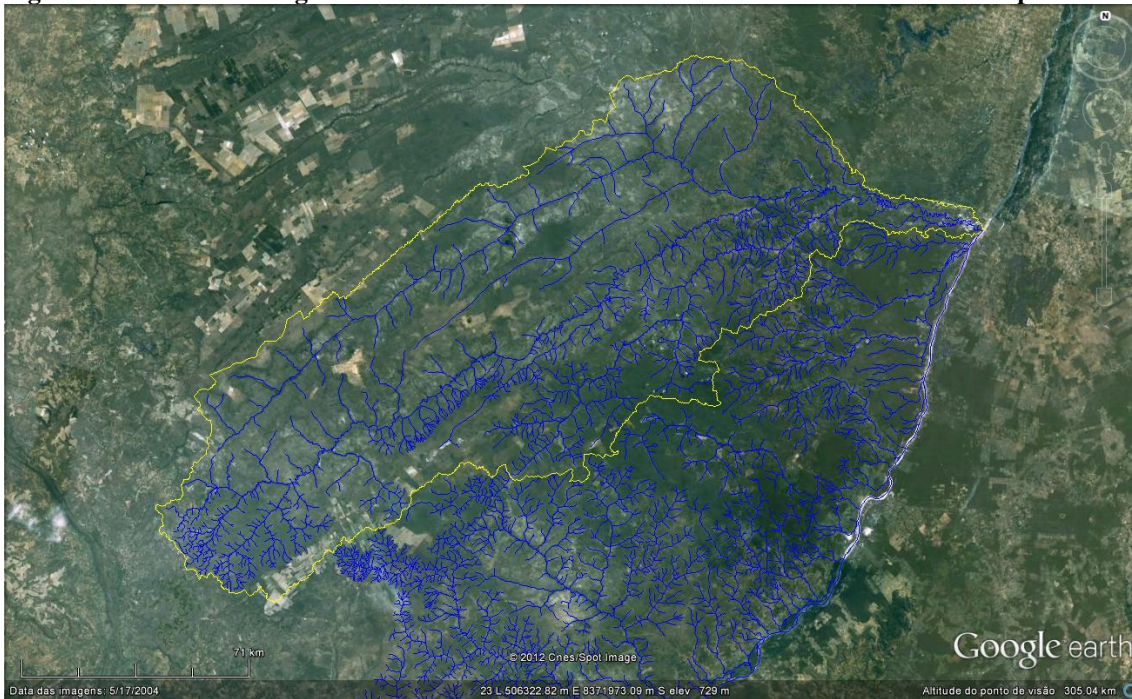 N
71 km
© 2012 Cnes/Spot Image
Google earth
Data das imagens: 5/17/2004
23 L 506322.82 m E 8371973.09 m S elev 729 m
Altitude do ponto de visão 305.04 km